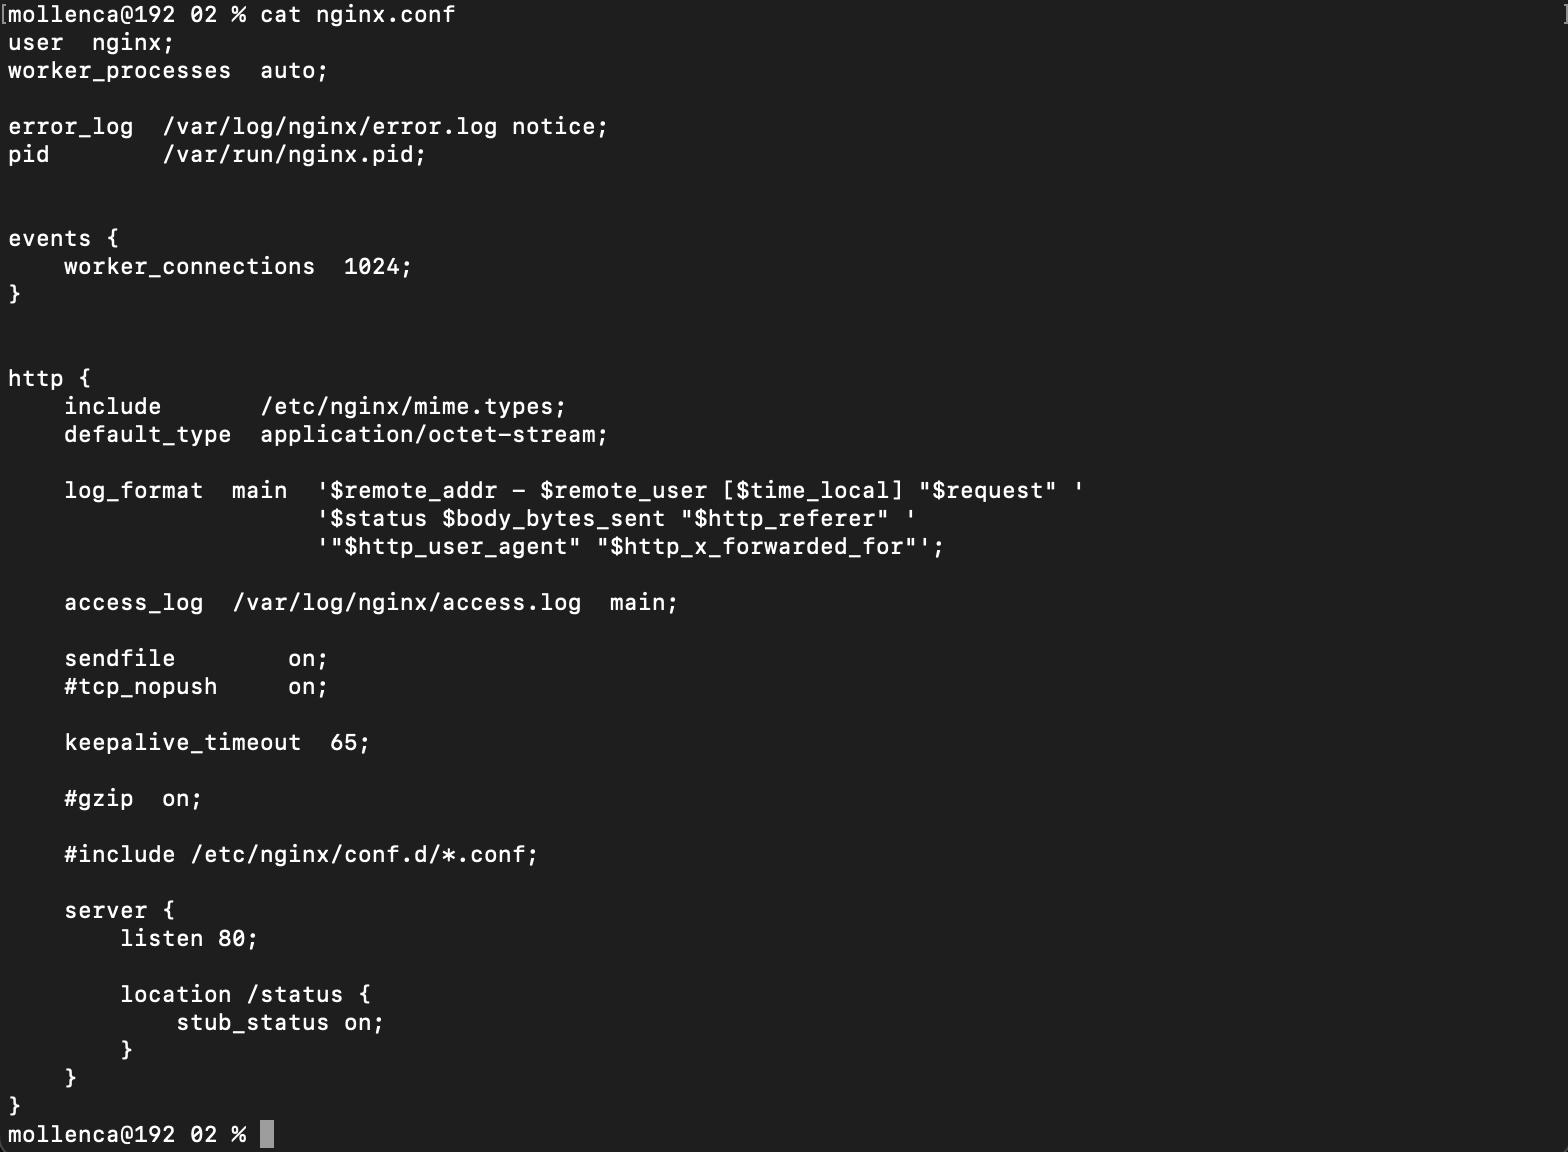 [mollenca@192 02 % cat nginx.conf ]
user  nginx;
worker_processes  auto;

error_log  /var/log/nginx/error.log notice;
pid        /var/run/nginx.pid;


events {
    worker_connections  1024;
}


http {
    include       /etc/nginx/mime.types;
    default_type  application/octet-stream;

    log_format  main  '$remote_addr - $remote_user [$time_local] "$request" '
                      '$status $body_bytes_sent "$http_referer" '
                      '"$http_user_agent" "$http_x_forwarded_for"';

    access_log  /var/log/nginx/access.log  main;

    sendfile        on;
    #tcp_nopush     on;

    keepalive_timeout  65;

    #gzip  on;

    #include /etc/nginx/conf.d/*.conf;

    server {
        listen 80;

        location /status {
            stub_status on;
        }
    }
}
mollenca@192 02 %